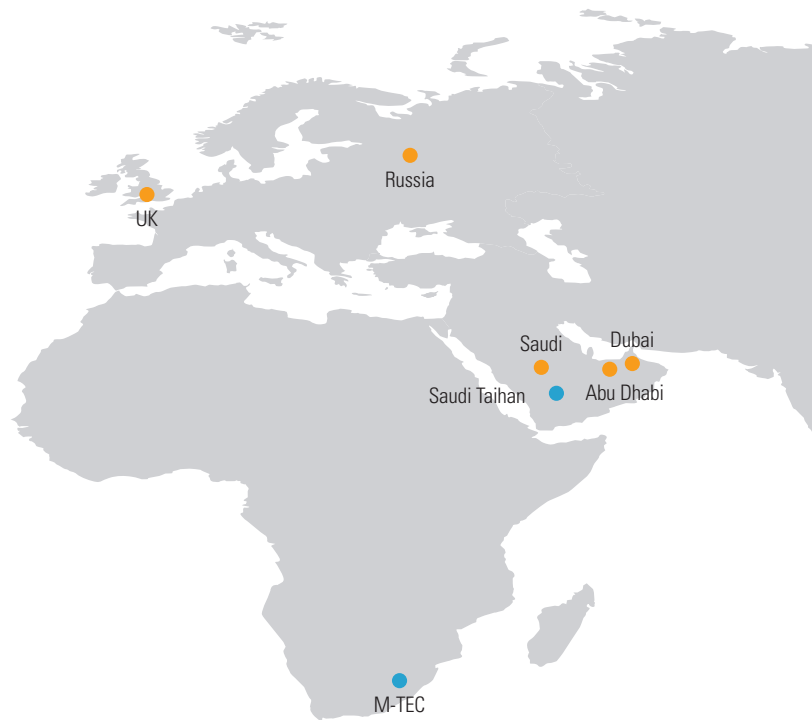 Russia
UK
Saudi
Dubai
Saudi Taihan
Abu Dhabi
M-TEC